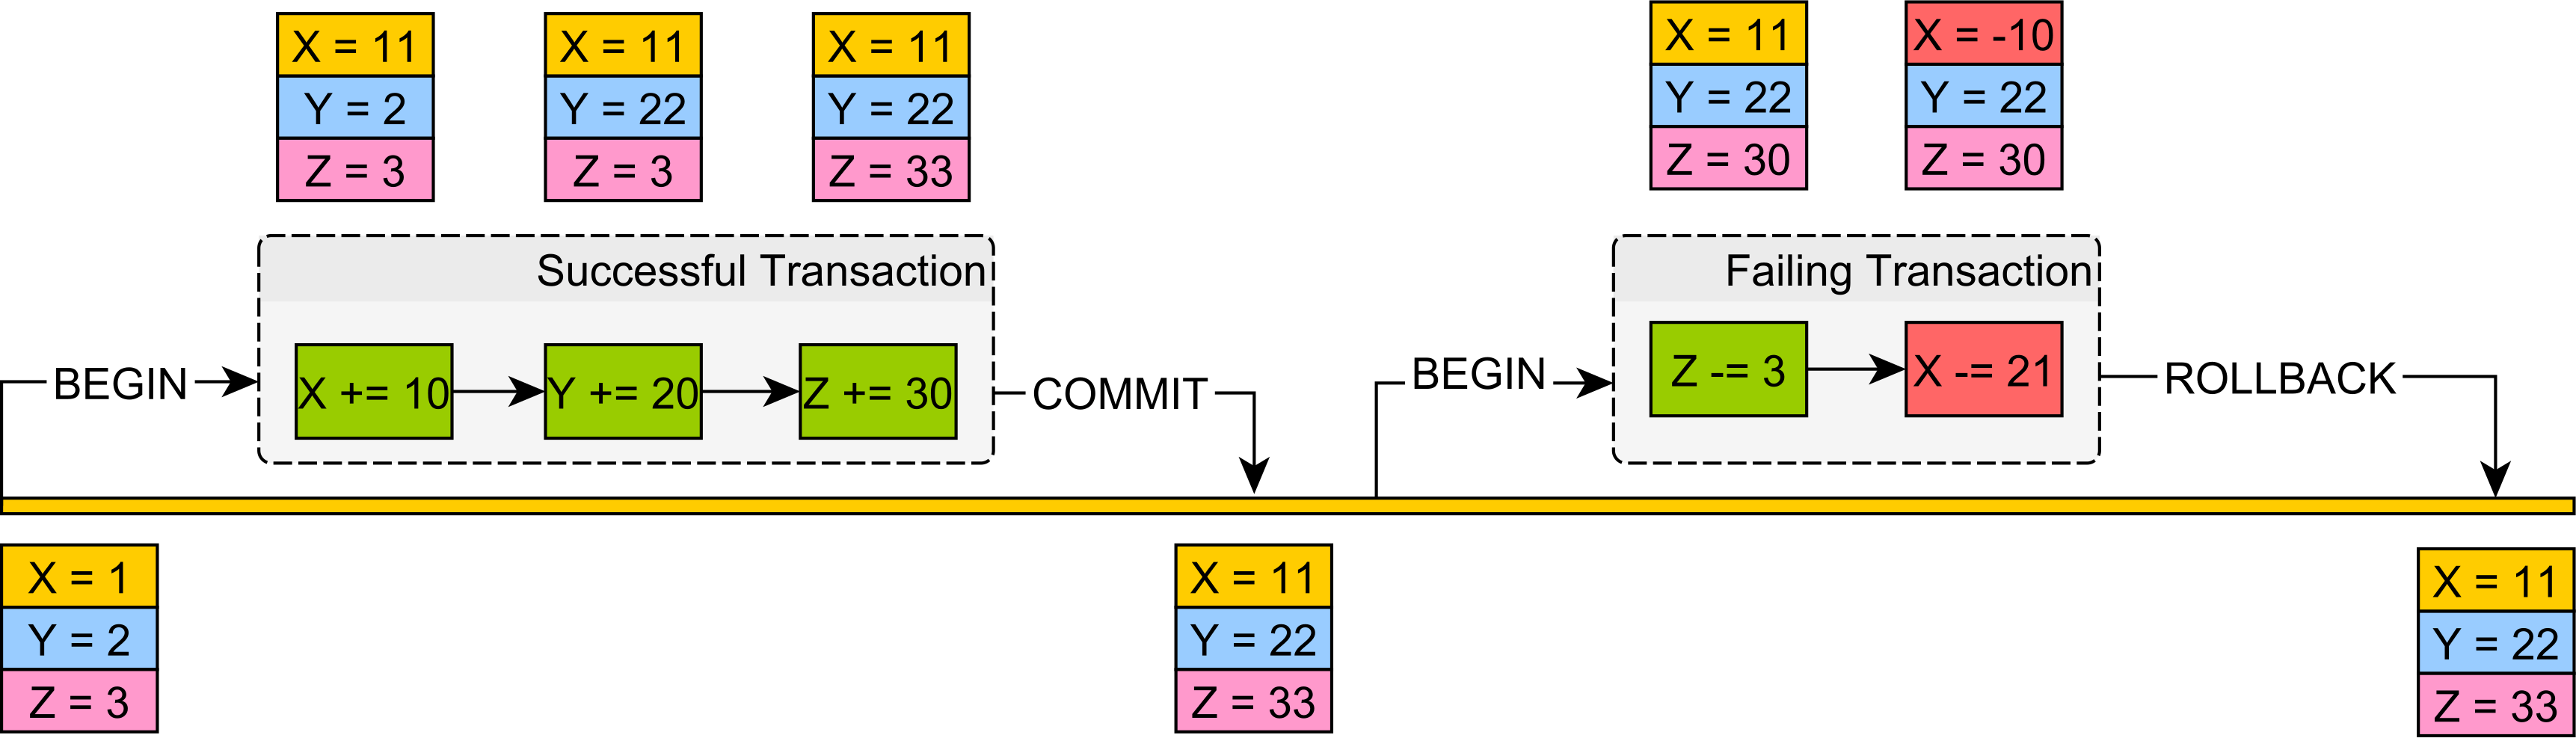 X = 11
Y = 2
Z = 3
X = 11
Y = 22
Z = 3
X = 11
Y = 22
Z = 33
X = 11
Y = 22
Z = 30
X = -10
Y = 22
Z = 30
BEGIN
Successful Transaction
X += 10
Y += 20
Z += 30
COMMIT
BEGIN
Failing Transaction
Z -= 3
X -= 21
ROLLBACK
X = 1
Y = 2
Z = 3
X = 11
Y = 22
Z = 33
X = 11
Y = 22
Z = 33